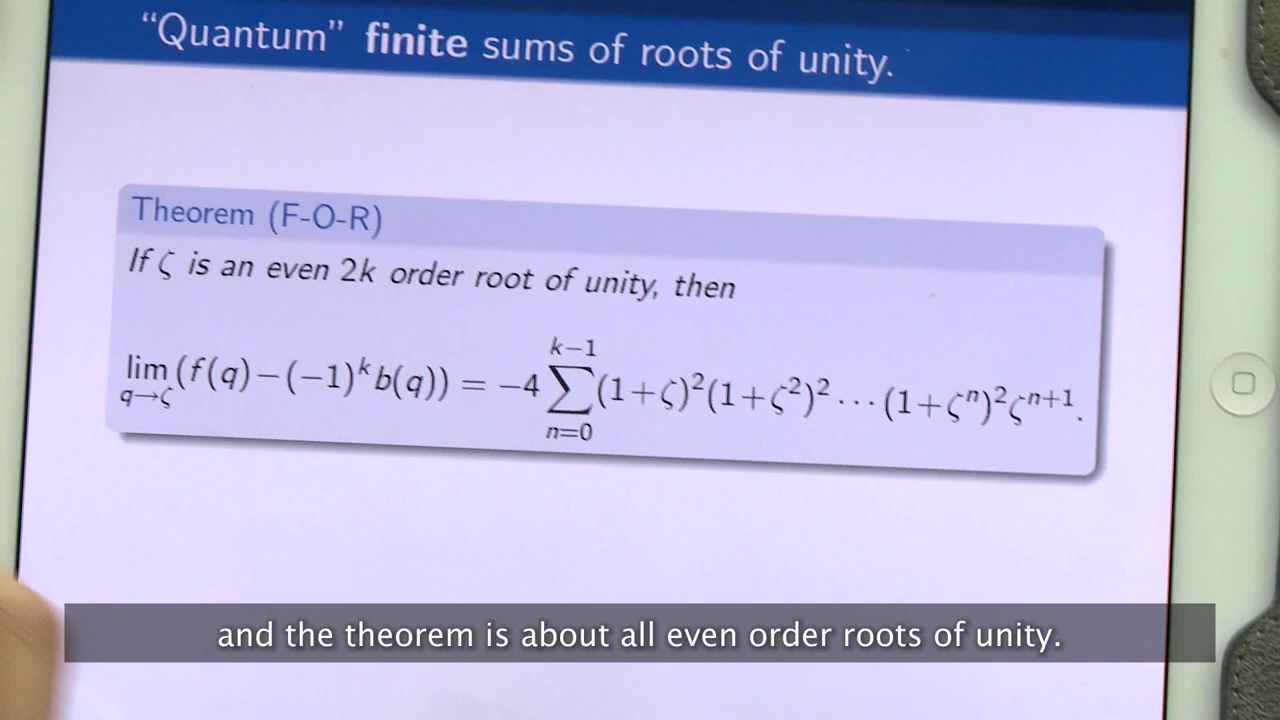 “Quantum” finite sums of roots of unity.
Theorem (F-O-R)
If ζ is an even 2k order root of unity, then
lim_{q→ζ} (f(q) − (−1)^k b(q)) = −4 ∑_{n=0}^{k−1} (1+ζ)²(1+ζ²)² ⋯ (1+ζⁿ)² ζ^{n+1}.
and the theorem is about all even order roots of unity.